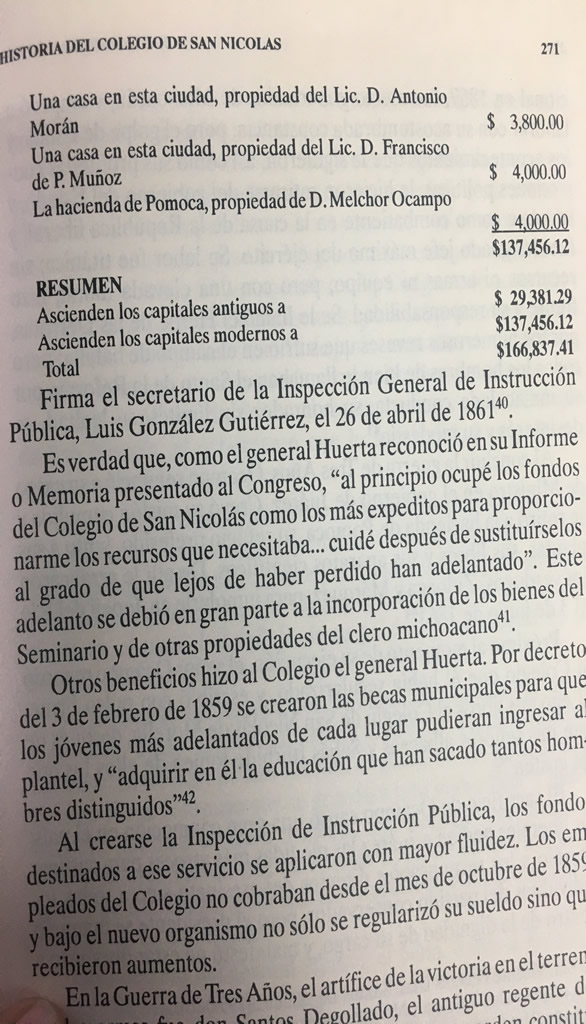 HISTORIA DEL COLEGIO DE SAN NICOLAS 271
Una casa en esta ciudad, propiedad del Lic. D. Antonio
Morán $ 3,800.00
Una casa en esta ciudad, propiedad del Lic. D. Francisco
de P. Muñoz $ 4,000.00
La hacienda de Pomoca, propiedad de D. Melchor Ocampo
$ 4,000.00
$137,456.12
RESUMEN
Ascienden los capitales antiguos a $ 29,381.29
Ascienden los capitales modernos a $137,456.12
Total $166,837.41
Firma el secretario de la Inspección General de Instrucción
Pública, Luis González Gutiérrez, el 26 de abril de 1861⁴⁰.
Es verdad que, como el general Huerta reconoció en su Informe
o Memoria presentado al Congreso, “al principio ocupé los fondos
del Colegio de San Nicolás como los más expeditos para proporcio-
narme los recursos que necesitaba... cuidé después de sustituírselos
al grado de que lejos de haber perdido han adelantado”. Este
adelanto se debió en gran parte a la incorporación de los bienes del
Seminario y de otras propiedades del clero michoacano⁴¹.
Otros beneficios hizo al Colegio el general Huerta. Por decreto
del 3 de febrero de 1859 se crearon las becas municipales para que
los jóvenes más adelantados de cada lugar pudieran ingresar al
plantel, y “adquirir en él la educación que han sacado tantos hom-
bres distinguidos”⁴².
Al crearse la Inspección de Instrucción Pública, los fondo
destinados a ese servicio se aplicaron con mayor fluidez. Los em
pleados del Colegio no cobraban desde el mes de octubre de 1859
y bajo el nuevo organismo no sólo se regularizó su sueldo sino qu
recibieron aumentos.
En la Guerra de Tres Años, el artífice de la victoria en el terren
fue don Santos Degollado, el antiguo regente d